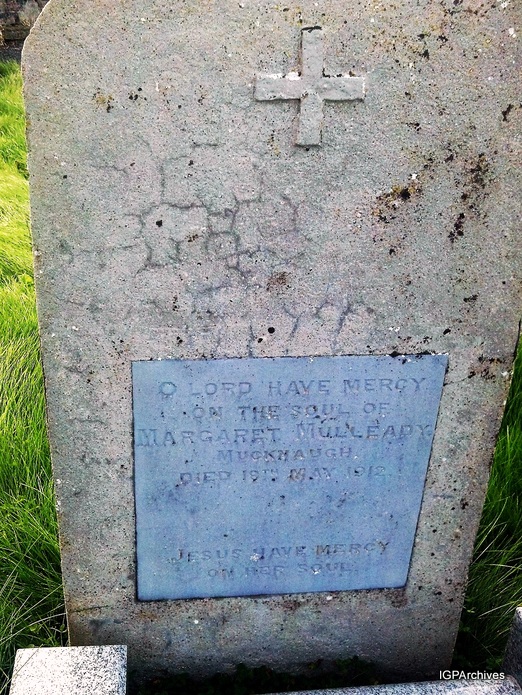 O LORD HAVE MERCY
ON THE SOUL OF
MARGARET MULLEADY
MUCKNAUGH.
DIED 19TH MAY 1912.
JESUS HAVE MERCY
ON HER SOUL.
IGPArchives